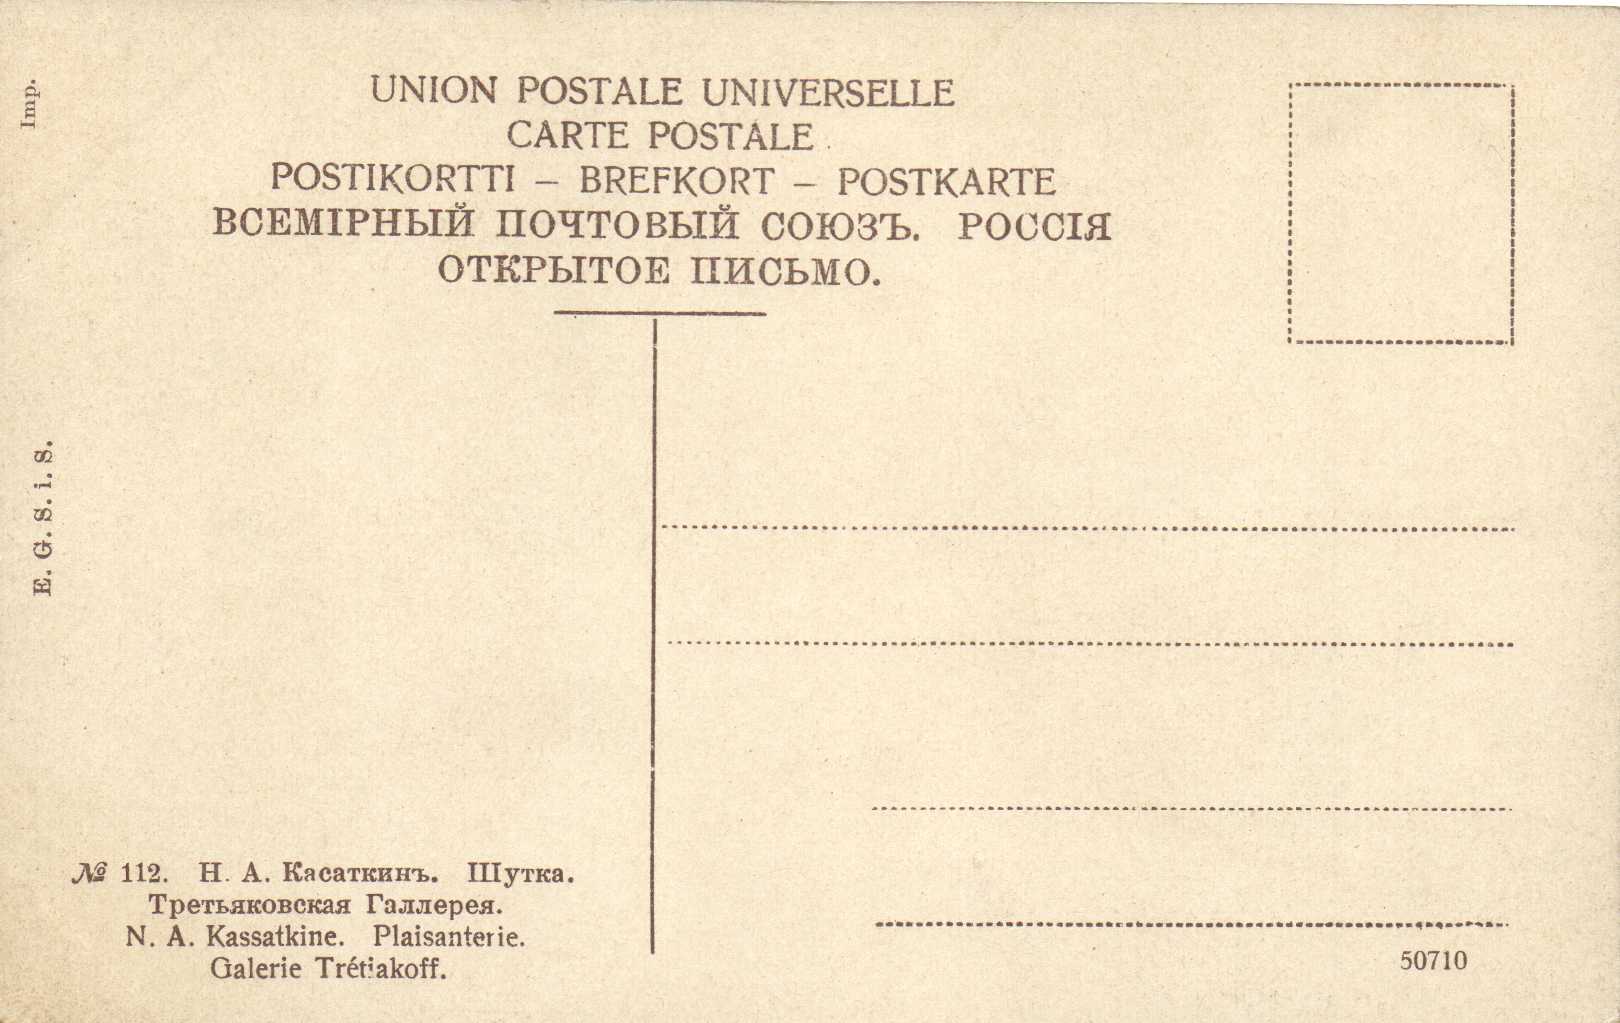 Imp.
UNION POSTALE UNIVERSELLE
CARTE POSTALE
POSTIKORTTI – BREFKORT – POSTKARTE
ВСЕМІРНЫЙ ПОЧТОВЫЙ СОЮЗЪ. РОССІЯ
ОТКРЫТОЕ ПИСЬМО.
E. G. S. i. S.
№ 112. Н. А. Касаткинъ. Шутка.
Третьяковская Галлерея.
N. A. Kassatkine. Plaisanterie.
Galerie Trétiakoff.
50710